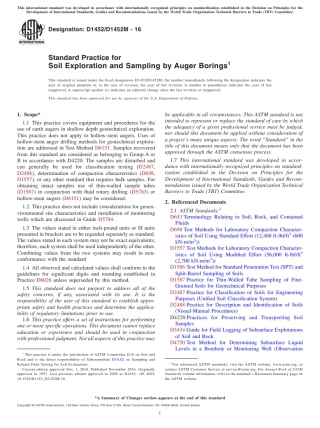 This international standard was developed in accordance with internationally recognized principles on standardization established in the Decision on Principles for the
Development of International Standards, Guides and Recommendations issued by the World Trade Organization Technical Barriers to Trade (TBT) Committee.
Designation: D1452/D1452M – 16
Standard Practice for
Soil Exploration and Sampling by Auger Borings¹
This standard is issued under the fixed designation D1452/D1452M; the number immediately following the designation indicates the
year of original adoption or, in the case of revision, the year of last revision. A number in parentheses indicates the year of last
reapproval. A superscript epsilon (ε) indicates an editorial change since the last revision or reapproval.
This standard has been approved for use by agencies of the U.S. Department of Defense.
1. Scope*
1.1 This practice covers equipment and procedures for the
use of earth augers in shallow depth geotechnical exploration.
This practice does not apply to hollow-stem augers. Uses of
hollow-stem auger drilling methods for geotechnical explora-
tion are addressed in Test Method D6151. Samples recovered
from this standard are considered as belonging to Group A or
B in accordance with D4220. The samples are disturbed and
can generally be used for classification testing (D2487,
D2488), determination of compaction characteristics (D698,
D1557), or any other standard that requires bulk samples. For
obtaining intact samples use of thin-walled sample tubes
(D1587) in conjunction with fluid rotary drilling (D5783) or
hollow-stem augers (D6151) may be considered.
1.2 This practice does not include considerations for geoen-
vironmental site characterizations and installation of monitoring
wells which are discussed in Guide D5784.
1.3 The values stated in either inch-pound units or SI units
presented in brackets are to be regarded separately as standard.
The values stated in each system may not be exact equivalents;
therefore, each system shall be used independently of the other.
Combining values from the two systems may result in non-
conformance with the standard.
1.4 All observed and calculated values shall conform to the
guidelines for significant digits and rounding established in
Practice D6026 unless superseded by this method.
1.5 This standard does not purport to address all of the
safety concerns, if any, associated with its use. It is the
responsibility of the user of this standard to establish appro-
priate safety and health practices and determine the applica-
bility of regulatory limitations prior to use.
1.6 This practice offers a set of instructions for performing
one or more specific operations. This document cannot replace
education or experience and should be used in conjunction
with professional judgment. Not all aspects of this practice may
be applicable in all circumstances. This ASTM standard is not
intended to represent or replace the standard of care by which
the adequacy of a given professional service must be judged,
nor should this document be applied without consideration of
a project's many unique aspects. The word "Standard" in the
title of this document means only that the document has been
approved through the ASTM consensus process.
1.7 This international standard was developed in accor-
dance with internationally recognized principles on standard-
ization established in the Decision on Principles for the
Development of International Standards, Guides and Recom-
mendations issued by the World Trade Organization Technical
Barriers to Trade (TBT) Committee.
2. Referenced Documents
2.1 ASTM Standards:²
D653 Terminology Relating to Soil, Rock, and Contained
Fluids
D698 Test Methods for Laboratory Compaction Character-
istics of Soil Using Standard Effort (12,400 ft-lbf/ft³ (600
kN-m/m³))
D1557 Test Methods for Laboratory Compaction Character-
istics of Soil Using Modified Effort (56,000 ft-lbf/ft³
(2,700 kN-m/m³))
D1586 Test Method for Standard Penetration Test (SPT) and
Split-Barrel Sampling of Soils
D1587 Practice for Thin-Walled Tube Sampling of Fine-
Grained Soils for Geotechnical Purposes
D2487 Practice for Classification of Soils for Engineering
Purposes (Unified Soil Classification System)
D2488 Practice for Description and Identification of Soils
(Visual-Manual Procedures)
D4220 Practices for Preserving and Transporting Soil
Samples
D5434 Guide for Field Logging of Subsurface Explorations
of Soil and Rock
D4750 Test Method for Determining Subsurface Liquid
Levels in a Borehole or Monitoring Well (Observation
¹ This practice is under the jurisdiction of ASTM Committee D18 on Soil and
Rock and is the direct responsibility of Subcommittee D18.02 on Sampling and
Related Field Testing for Soil Evaluations.
Current edition approved Nov. 1, 2016. Published November 2016. Originally
approved in 1957. Last previous edition approved in 2009 as D1452 – 09. DOI:
10.1520/D1452_D1452M-16.
² For referenced ASTM standards, visit the ASTM website, www.astm.org, or
contact ASTM Customer Service at service@astm.org. For Annual Book of ASTM
Standards volume information, refer to the standard's Document Summary page on
the ASTM website.
*A Summary of Changes section appears at the end of this standard
Copyright © ASTM International, 100 Barr Harbor Drive, PO Box C700, West Conshohocken, PA 19428-2959. United States
1